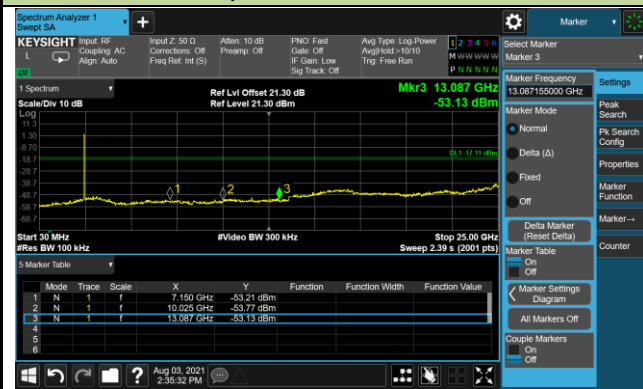 Spectrum Analyzer 1
Swept SA
Marker
KEYSIGHT Input: RF Input Z: 50 Ω Atten: 10 dB PNO: Fast Avg Type: Log-Power 1 2 3 4 5 6
L Coupling: AC Corrections: Off Preamp: Off Gate: Off Avg|Hold:>10/10 M W W W W W
Align: Auto Freq Ref: Int (S) IF Gain: Low Trig: Free Run
Sig Track: Off P N N N N N
Select Marker
Marker 3
1 Spectrum
Ref Lvl Offset 21.30 dB
Mkr3 13.087 GHz
Scale/Div 10 dB
Ref Level 21.30 dBm
-53.13 dBm
Log
11.3
1.30
-8.70
-18.7
DL1 -17.11 dBm
-28.7
-38.7
-48.7
-58.7
-68.7
1
2
3
Start 30 MHz
#Video BW 300 kHz
Stop 25.00 GHz
#Res BW 100 kHz
Sweep 2.39 s (2001 pts)
5 Marker Table
Mode Trace Scale X Y Function Function Width Function Value
1 N 1 f 7.150 GHz -53.21 dBm
2 N 1 f 10.025 GHz -53.77 dBm
3 N 1 f 13.087 GHz -53.13 dBm
4
5
6
Marker Frequency
13.087155000 GHz
Marker Mode
Normal
Delta (Δ)
Fixed
Off
Delta Marker
(Reset Delta)
Marker Table
On
Off
Marker Settings
Diagram
All Markers Off
Couple Markers
On
Off
Settings
Peak
Search
Pk Search
Config
Properties
Marker
Function
Marker→
Counter
Aug 03, 2021
2:35:32 PM